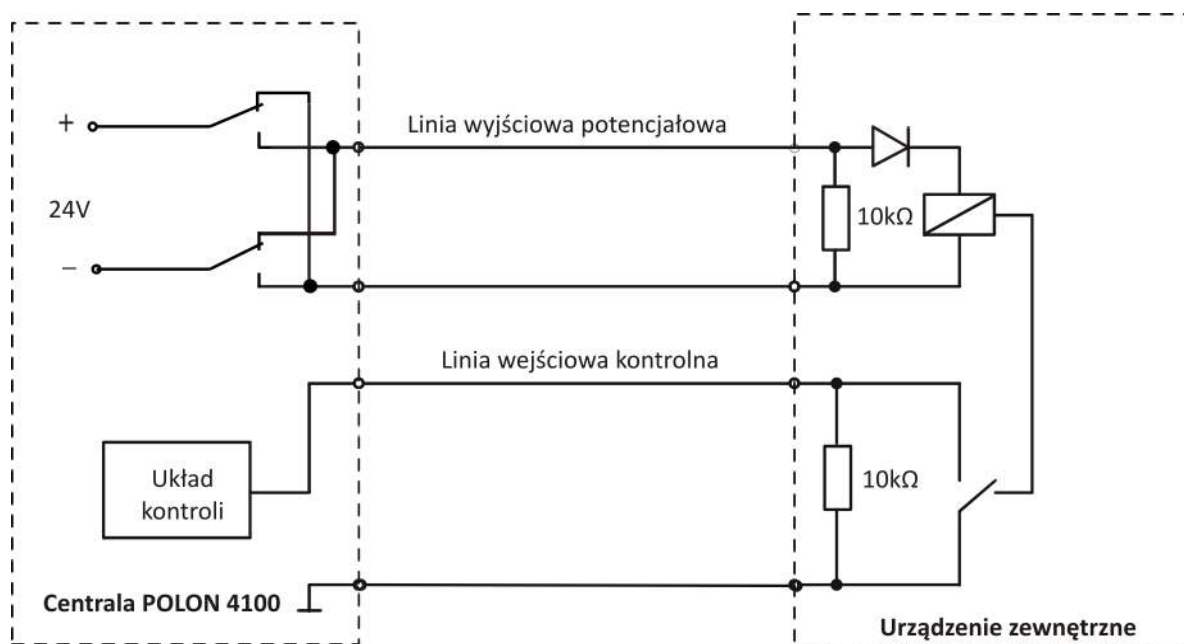 +
Linia wyjściowa potencjałowa
24V
10kΩ
−
Linia wejściowa kontrolna
Układ
kontroli
10kΩ
Centrala POLON 4100
Urządzenie zewnętrzne